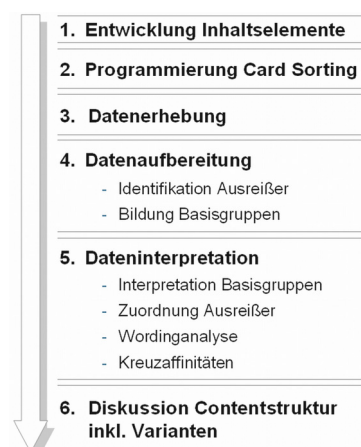 1. Entwicklung Inhaltselemente
2. Programmierung Card Sorting
3. Datenerhebung
4. Datenaufbereitung
- Identifikation Ausreißer
- Bildung Basisgruppen
5. Dateninterpretation
- Interpretation Basisgruppen
- Zuordnung Ausreißer
- Wordinganalyse
- Kreuzaffinitäten
6. Diskussion Contentstruktur
inkl. Varianten